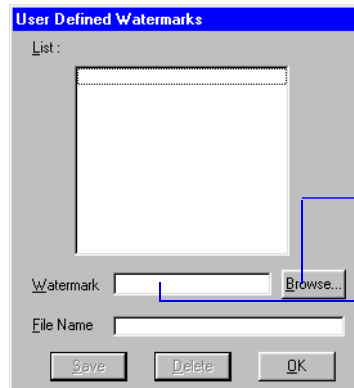 User Defined Watermarks
List :
Watermark Browse...
File Name
Save Delete OK